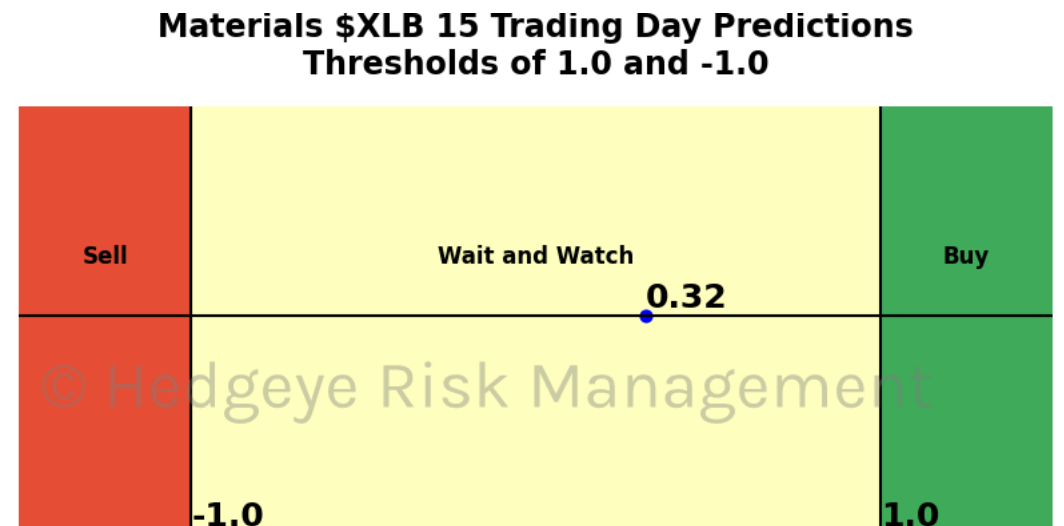 Materials $XLB 15 Trading Day Predictions
Thresholds of 1.0 and -1.0
Sell
Wait and Watch
Buy
0.32
© Hedgeye Risk Management
-1.0
1.0